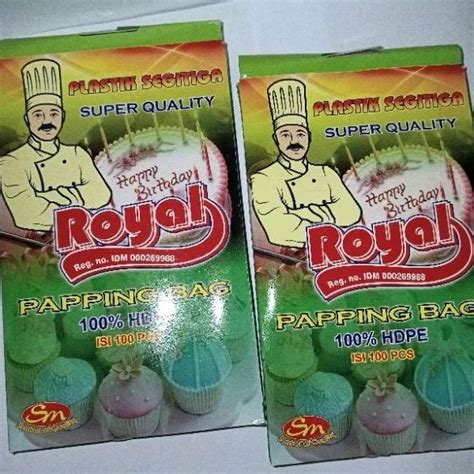 PLASTIK SEGITIGA
SUPER QUALITY
Happy
Birthday
Royal
Reg. no. IDM 000269988
PAPPING BAG
100% HDPE
ISI 100 PCS
Sm
PLASTIK SEGITIGA
SUPER QUALITY
Happy
Birthday
Royal
Reg. no. IDM 000269988
PAPPING BAG
100% HDPE
ISI 100 PCS
Sm